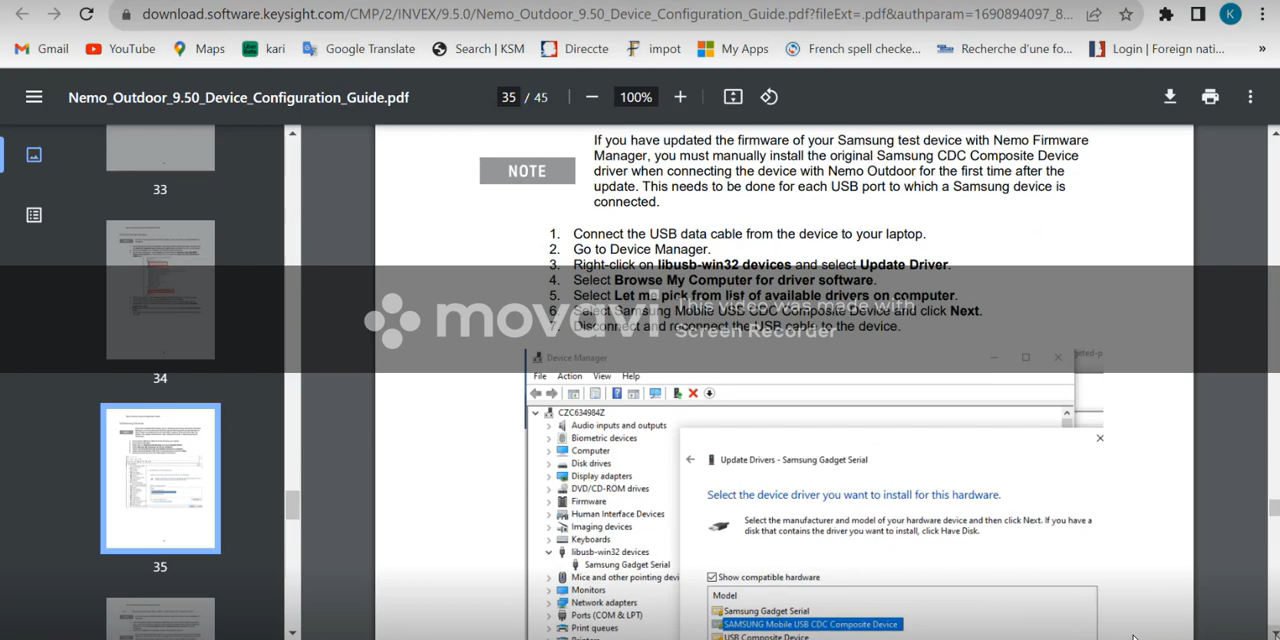 download.software.keysight.com/CMP/2/INVEX/9.5.0/Nemo_Outdoor_9.50_Device_Configuration_Guide.pdf?fileExt=.pdf&authparam=1690894097_8...
K
Gmail YouTube Maps kari Google Translate Search | KSM Direccte impot My Apps French spell checke... Recherche d'une fo... Login | Foreign nati... »
Nemo_Outdoor_9.50_Device_Configuration_Guide.pdf 35 / 45 100%
33
34
35
If you have updated the firmware of your Samsung test device with Nemo Firmware
NOTE Manager, you must manually install the original Samsung CDC Composite Device
driver when connecting the device with Nemo Outdoor for the first time after the
update. This needs to be done for each USB port to which a Samsung device is
connected.
1. Connect the USB data cable from the device to your laptop.
2. Go to Device Manager.
3. Right-click on libusb-win32 devices and select Update Driver.
4. Select Browse My Computer for driver software.
5. Select Let me pick from list of available drivers on computer.
6. Select Samsung Mobile USB CDC Composite Device and click Next.
7. Disconnect and reconnect the USB cable to the device.
movavi
This video was made with
Screen Recorder
Device Manager
File Action View Help
CZC634984Z
Audio inputs and outputs
Biometric devices
Computer
Disk drives
Display adapters
DVD/CD-ROM drives
Firmware
Human Interface Devices
Imaging devices
Keyboards
libusb-win32 devices
Samsung Gadget Serial
Mice and other pointing devi
Monitors
Network adapters
Ports (COM & LPT)
Print queues
Update Drivers - Samsung Gadget Serial
Select the device driver you want to install for this hardware.
Select the manufacturer and model of your hardware device and then click Next. If you have a
disk that contains the driver you want to install, click Have Disk.
Show compatible hardware
Model
Samsung Gadget Serial
SAMSUNG Mobile USB CDC Composite Device
USB Composite Device